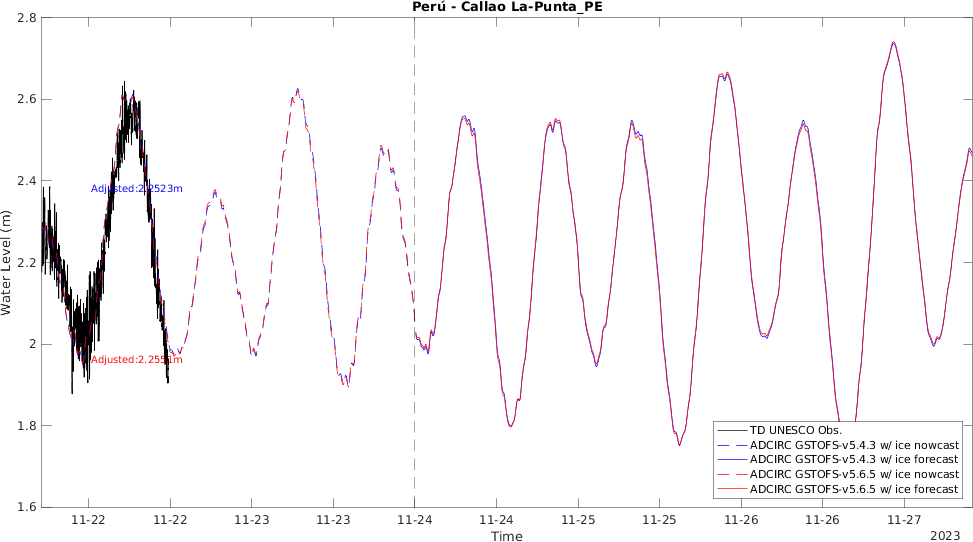 Perú - Callao La-Punta_PE
Water Level (m)
2.8
2.6
2.4
2.2
2
1.8
1.6
Adjusted:2.2523m
Adjusted:2.2551m
TD UNESCO Obs.
ADCIRC GSTOFS-v5.4.3 w/ ice nowcast
ADCIRC GSTOFS-v5.4.3 w/ ice forecast
ADCIRC GSTOFS-v5.6.5 w/ ice nowcast
ADCIRC GSTOFS-v5.6.5 w/ ice forecast
11-22 11-22 11-23 11-23 11-24 11-24 11-25 11-25 11-26 11-26 11-27
Time
2023